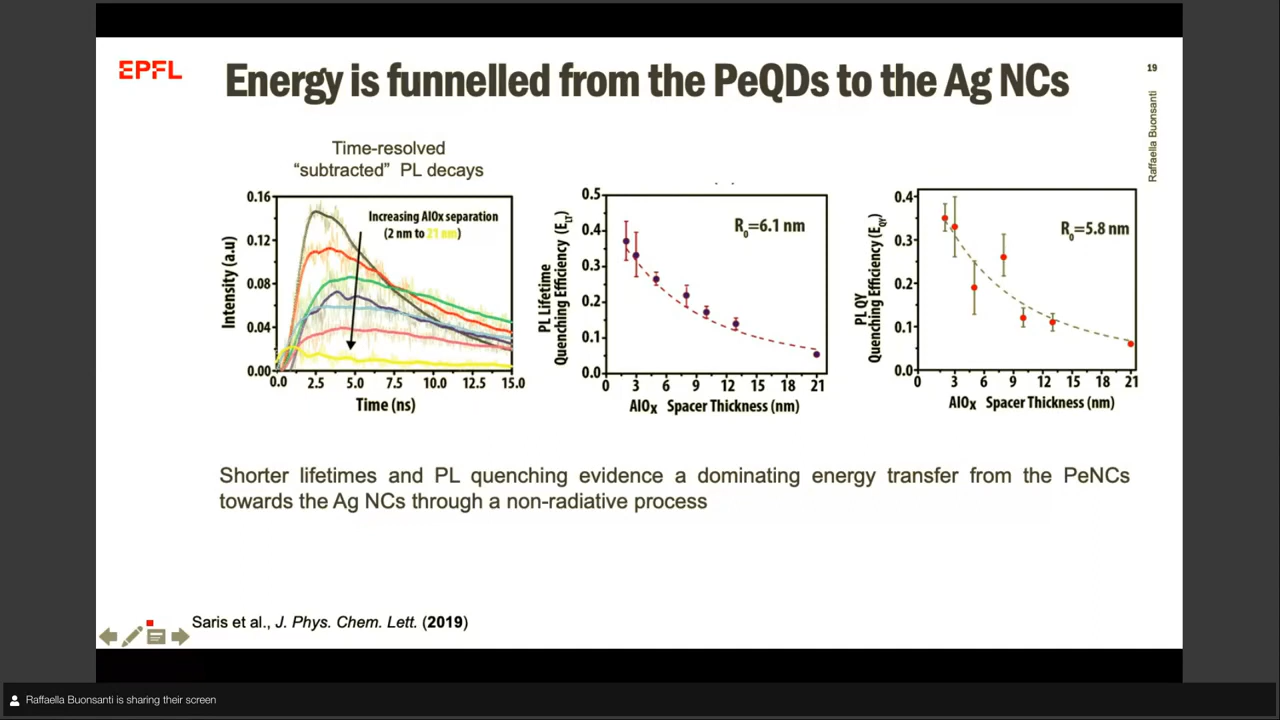 EPFL
Energy is funnelled from the PeQDs to the Ag NCs
19
Raffaella Buonsanti
Time-resolved
“subtracted” PL decays
Increasing AlOx separation
(2 nm to 21 nm)
Intensity (a.u)
0.16
0.12
0.08
0.04
0.00
0.0 2.5 5.0 7.5 10.0 12.5 15.0
Time (ns)
R0=6.1 nm
PL Lifetime
Quenching Efficiency (ELT)
0.5
0.4
0.3
0.2
0.1
0.0
0 3 6 9 12 15 18 21
AlOx Spacer Thickness (nm)
R0=5.8 nm
PL QY
Quenching Efficiency (EQY)
0.4
0.3
0.2
0.1
0.0
0 3 6 9 12 15 18 21
AlOx Spacer Thickness (nm)
Shorter lifetimes and PL quenching evidence a dominating energy transfer from the PeNCs
towards the Ag NCs through a non-radiative process
Saris et al., J. Phys. Chem. Lett. (2019)
Raffaella Buonsanti is sharing their screen